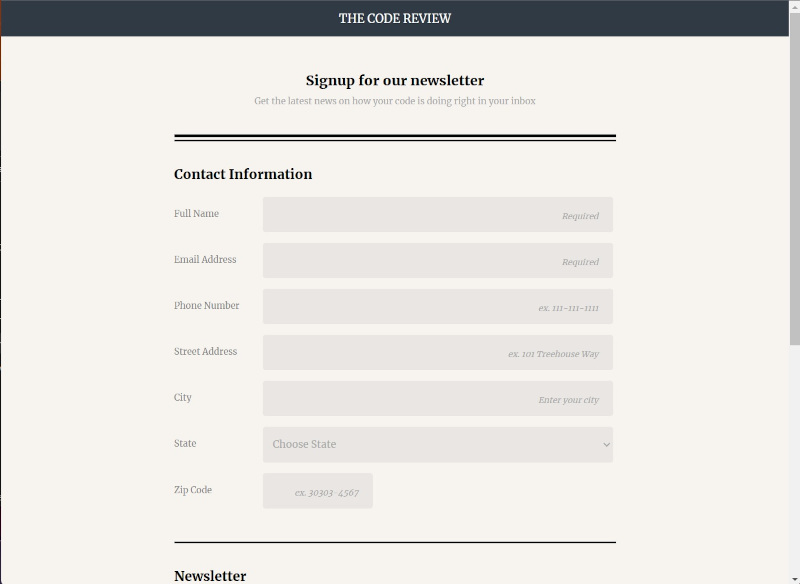 THE CODE REVIEW
Signup for our newsletter
Get the latest news on how your code is doing right in your inbox
Contact Information
Full Name Required
Email Address Required
Phone Number ex. 111-111-1111
Street Address ex. 101 Treehouse Way
City Enter your city
State Choose State
Zip Code ex. 30303-4567
Newsletter